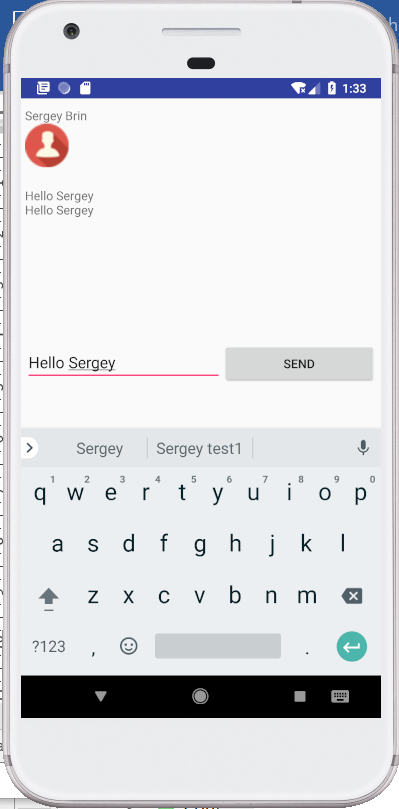 1:33
Sergey Brin
Hello Sergey
Hello Sergey
Hello Sergey
SEND
Sergey
Sergey test1
q 1 w 2 e 3 r 4 t 5 y 6 u 7 i 8 o 9 p 0
a s d f g h j k l
z x c v b n m
?123 , .